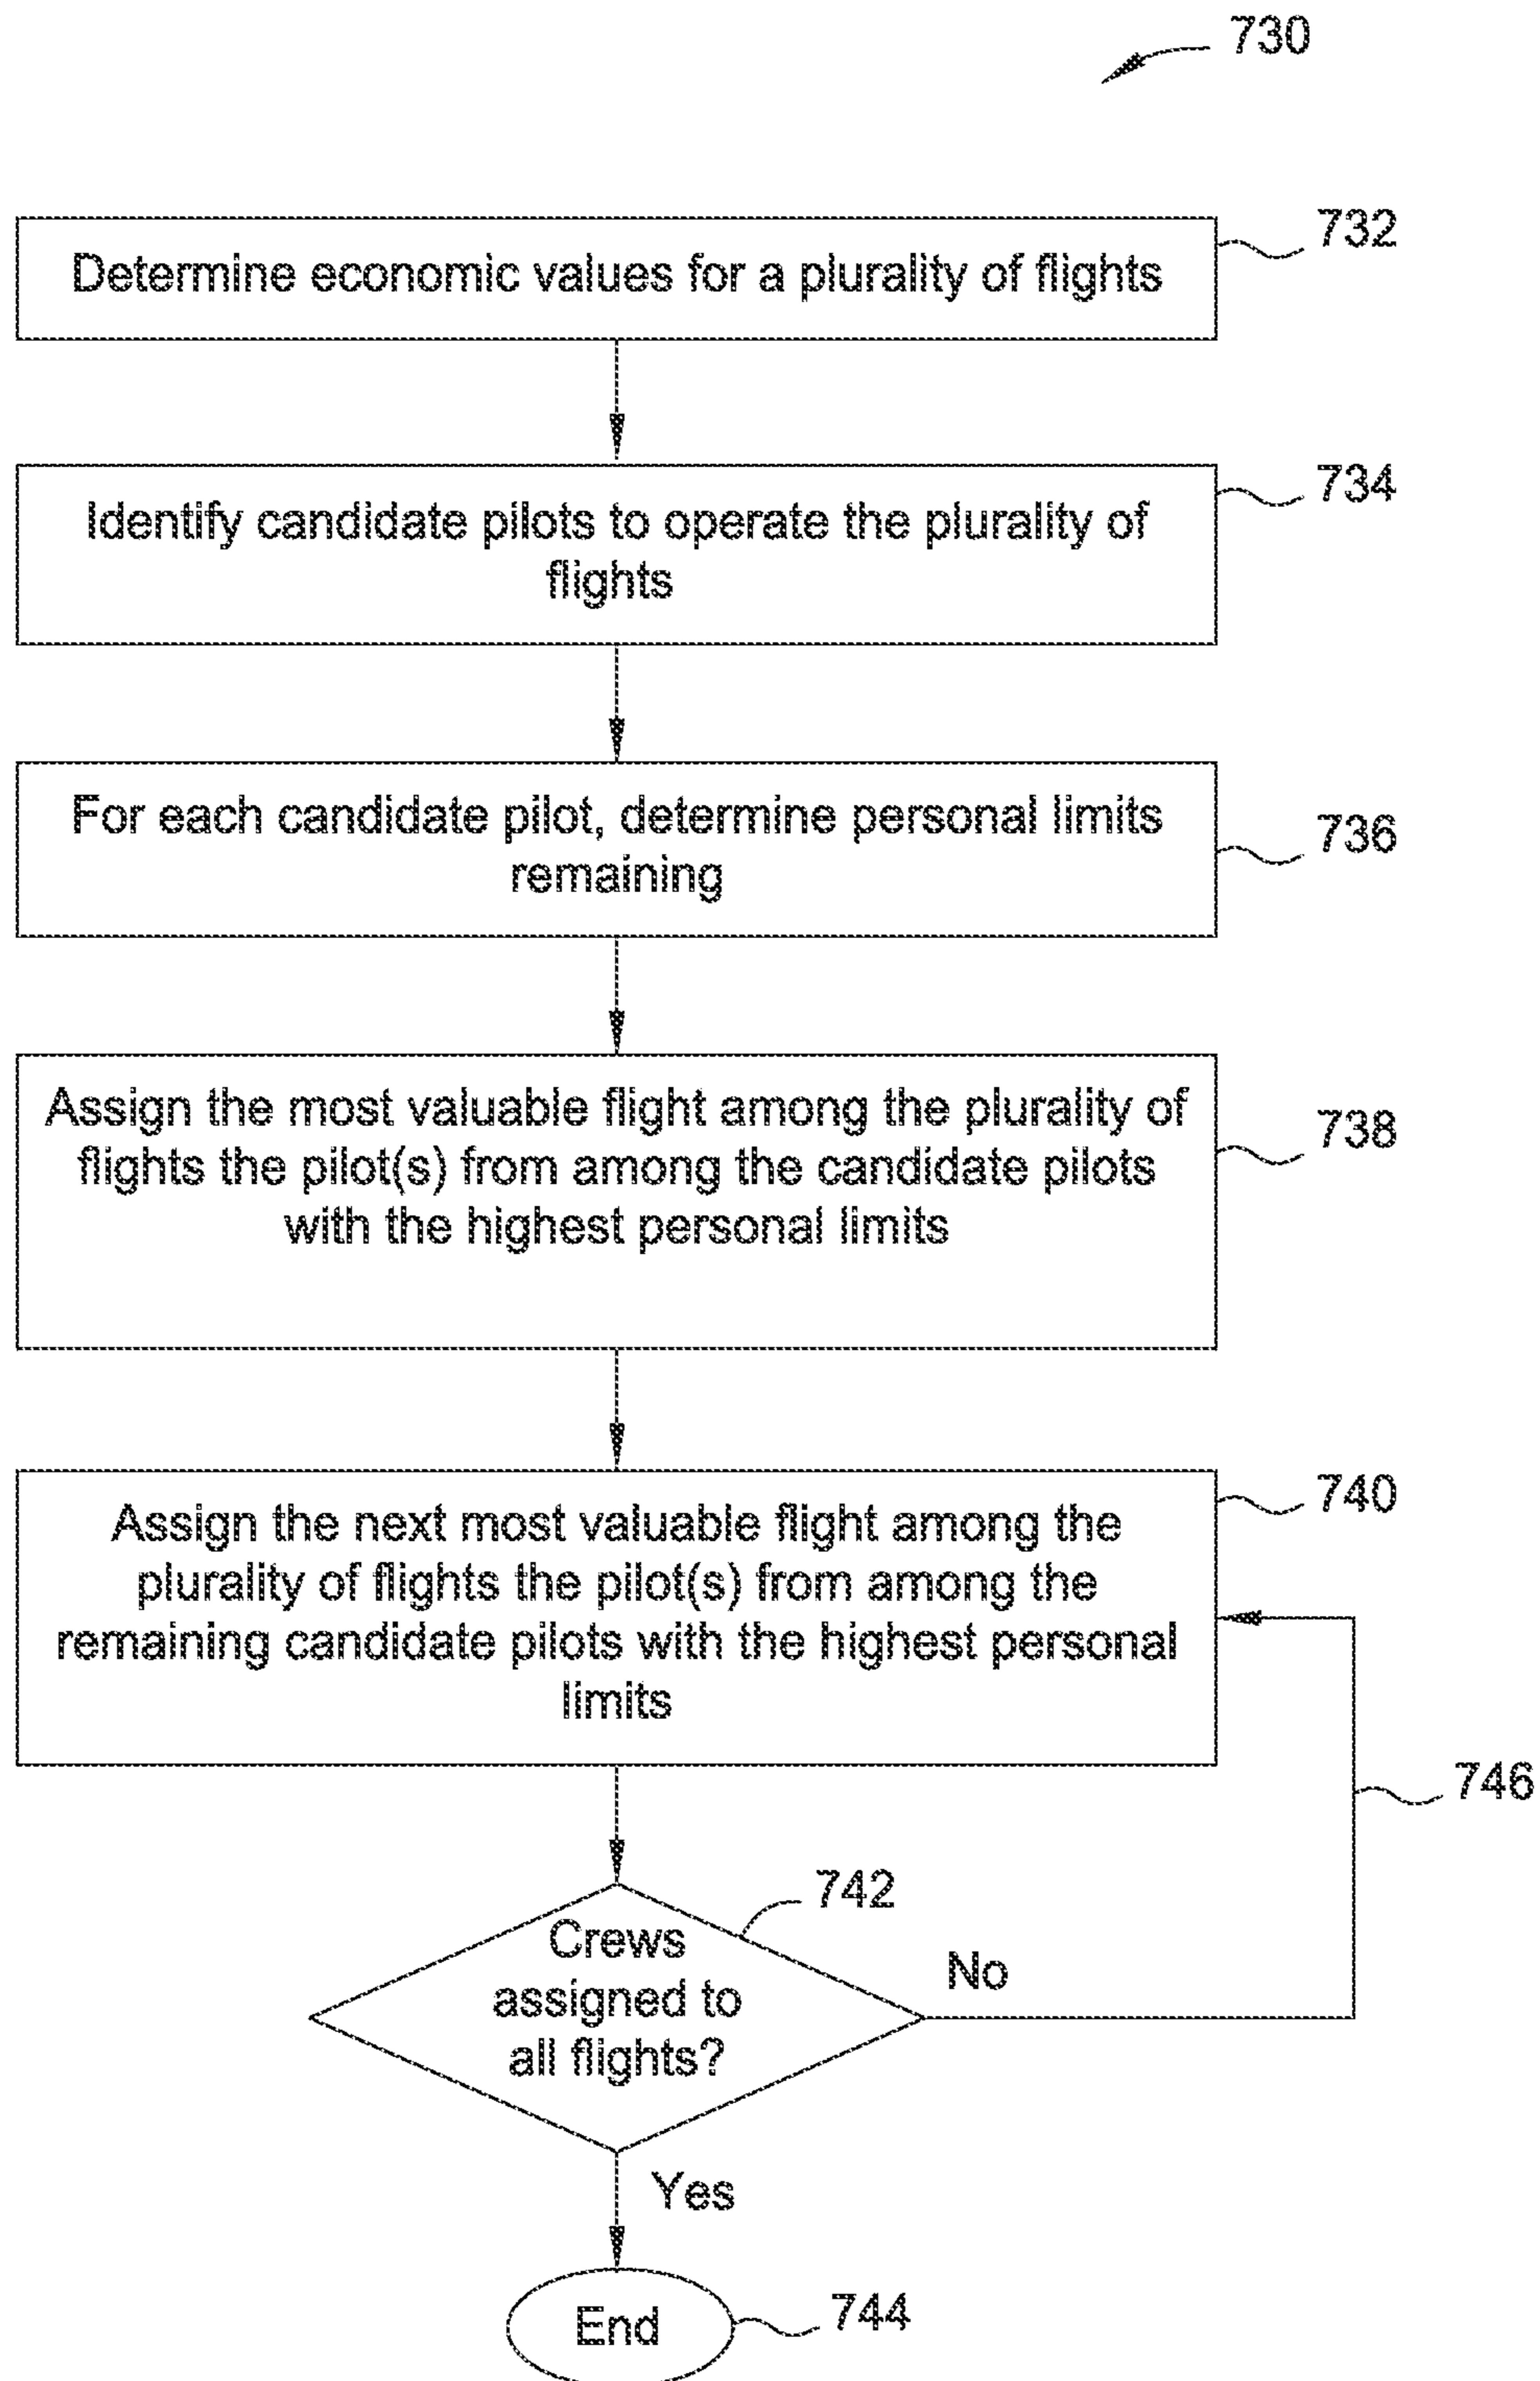 730
Determine economic values for a plurality of flights
732
Identify candidate pilots to operate the plurality of
flights
734
For each candidate pilot, determine personal limits
remaining
736
Assign the most valuable flight among the plurality of
flights the pilot(s) from among the candidate pilots
with the highest personal limits
738
Assign the next most valuable flight among the
plurality of flights the pilot(s) from among the
remaining candidate pilots with the highest personal
limits
740
746
742
Crews
assigned to
all flights?
No
Yes
End
744